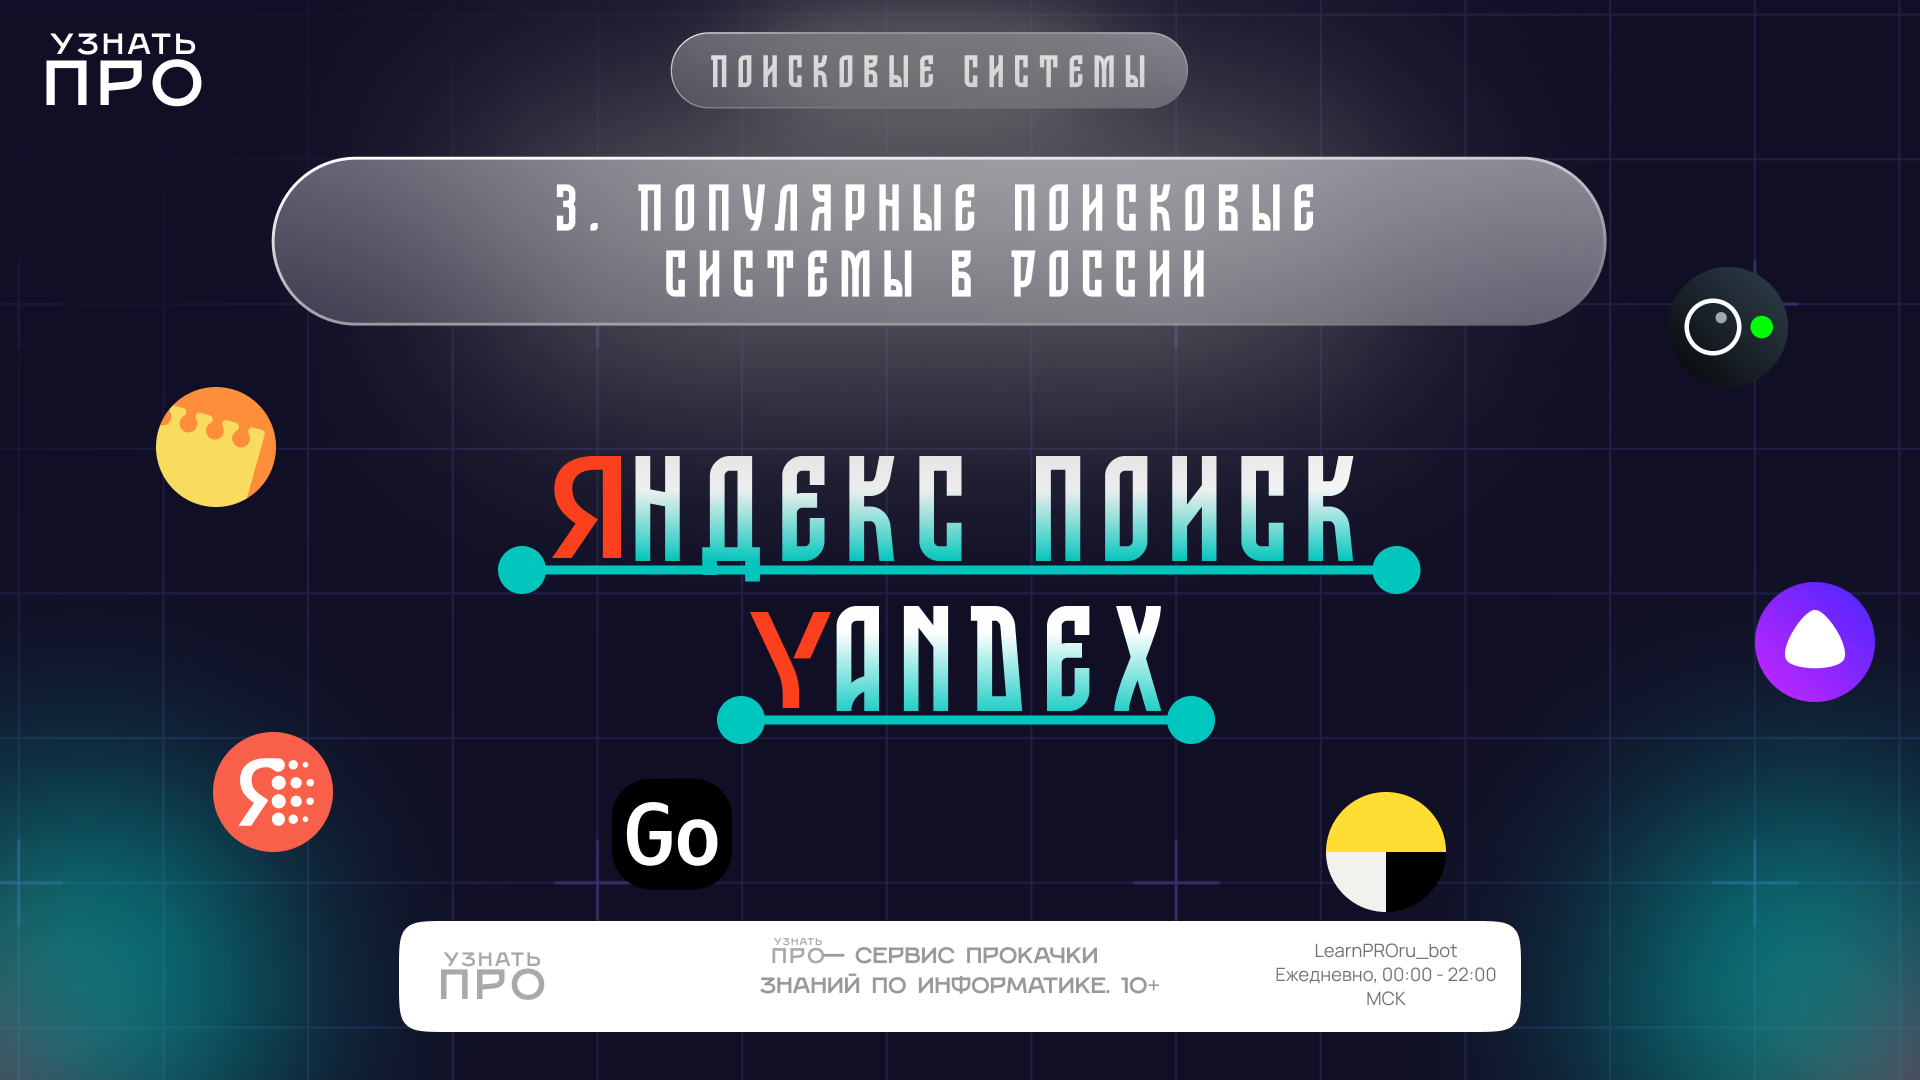 УЗНАТЬ
ПРО
ПОИСКОВЫЕ СИСТЕМЫ
3. ПОПУЛЯРНЫЕ ПОИСКОВЫЕ
СИСТЕМЫ В РОССИИ
ЯНДЕКС ПОИСК
YANDEX
Я
Go
УЗНАТЬ
ПРО
УЗНАТЬ
ПРО— СЕРВИС ПРОКАЧКИ
ЗНАНИЙ ПО ИНФОРМАТИКЕ. 10+
LearnPROru_bot
Ежедневно, 00:00 - 22:00
МСК